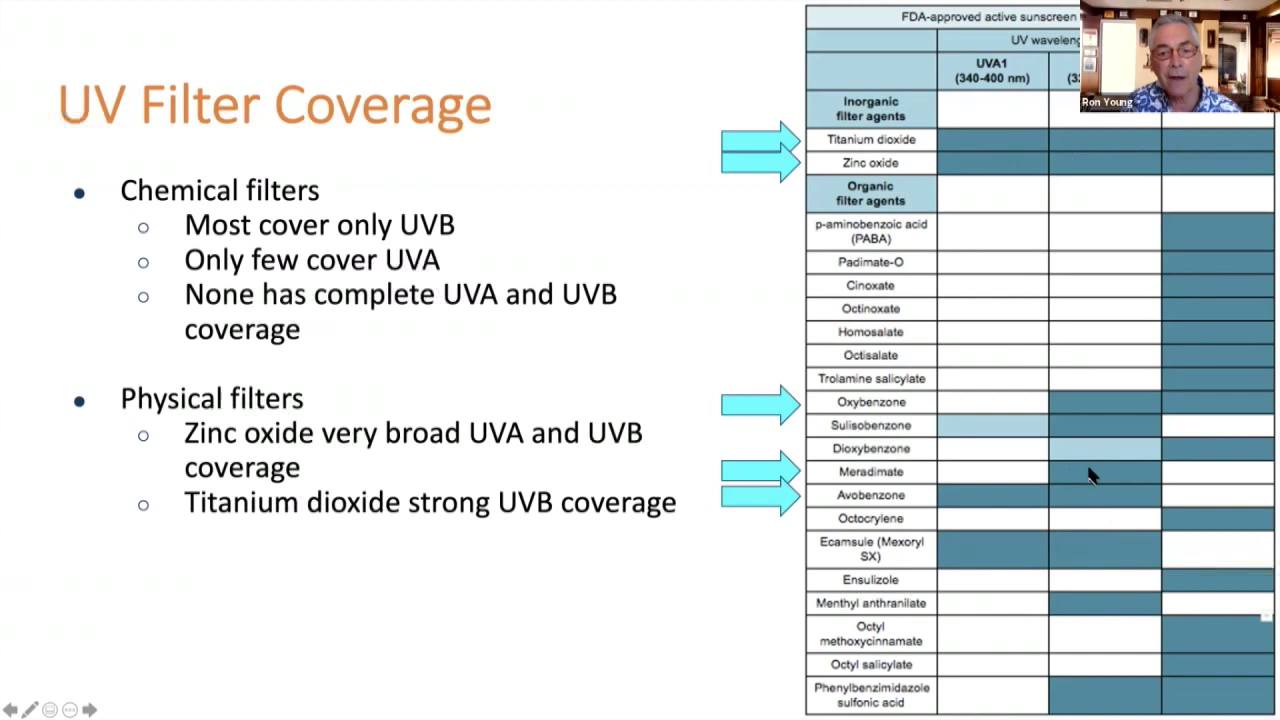 UV Filter Coverage
• Chemical filters
○ Most cover only UVB
○ Only few cover UVA
○ None has complete UVA and UVB
coverage
• Physical filters
○ Zinc oxide very broad UVA and UVB
coverage
○ Titanium dioxide strong UVB coverage
FDA-approved active sunscreen
UV
UVA1
(340-400 nm)
Inorganic
filter agents
Titanium dioxide
Zinc oxide
Organic
filter agents
p-aminobenzoic acid
(PABA)
Padimate-O
Cinoxate
Octinoxate
Homosalate
Octisalate
Trolamine salicylate
Oxybenzone
Sulisobenzone
Dioxybenzone
Meradimate
Avobenzone
Octocrylene
Ecamsule (Mexoryl
SX)
Ensulizole
Menthyl anthranilate
Octyl
methoxycinnamate
Octyl salicylate
Phenylbenzimidazole
sulfonic acid
Ron Young